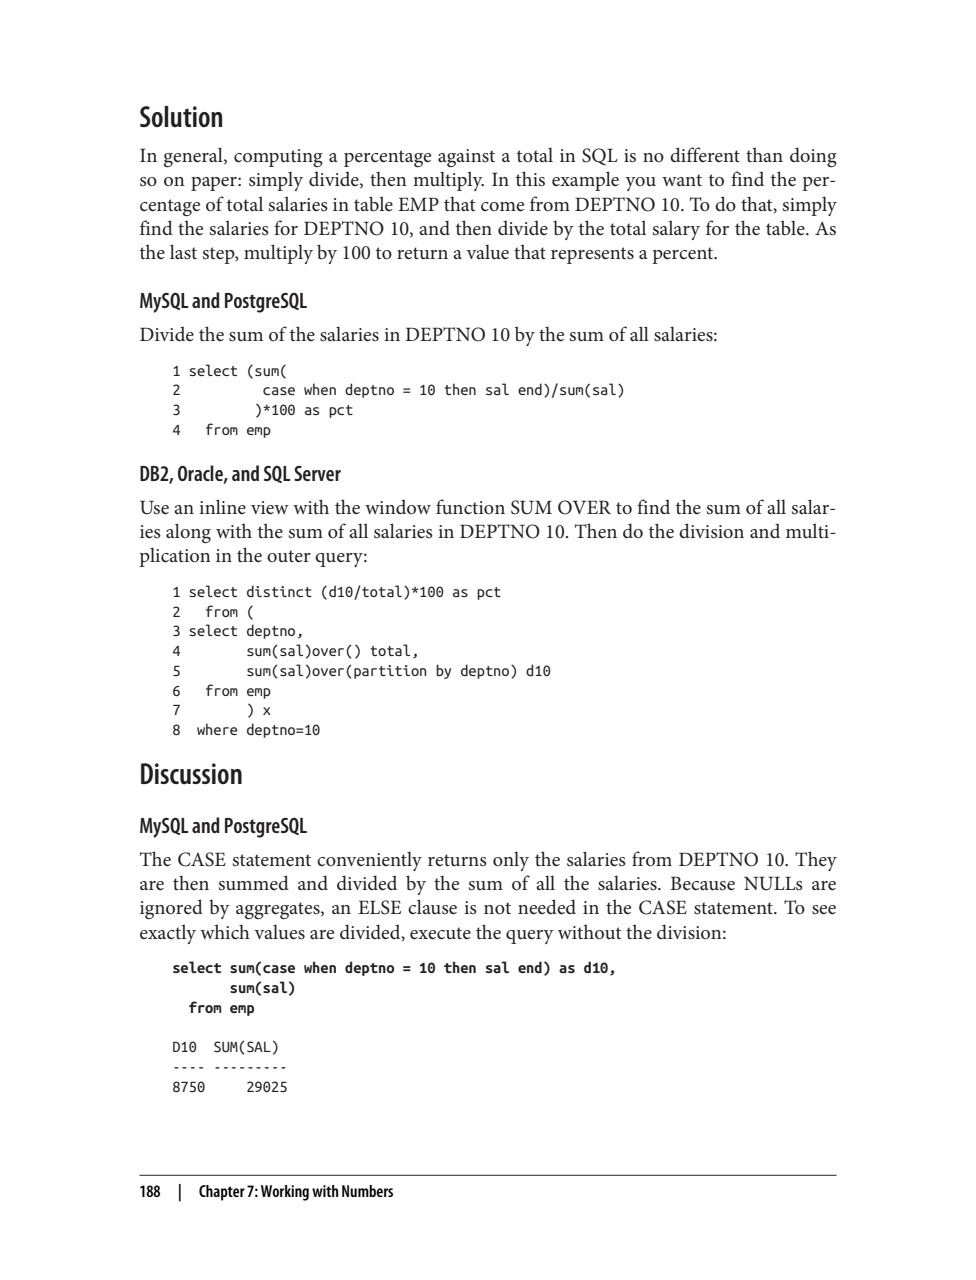 Solution
In general, computing a percentage against a total in SQL is no different than doing
so on paper: simply divide, then multiply. In this example you want to find the per-
centage of total salaries in table EMP that come from DEPTNO 10. To do that, simply
find the salaries for DEPTNO 10, and then divide by the total salary for the table. As
the last step, multiply by 100 to return a value that represents a percent.
MySQL and PostgreSQL
Divide the sum of the salaries in DEPTNO 10 by the sum of all salaries:
1 select (sum(
2          case when deptno = 10 then sal end)/sum(sal)
3         )*100 as pct
4   from emp
DB2, Oracle, and SQL Server
Use an inline view with the window function SUM OVER to find the sum of all salar-
ies along with the sum of all salaries in DEPTNO 10. Then do the division and multi-
plication in the outer query:
1 select distinct (d10/total)*100 as pct
2   from (
3 select deptno,
4        sum(sal)over() total,
5        sum(sal)over(partition by deptno) d10
6   from emp
7        ) x
8  where deptno=10
Discussion
MySQL and PostgreSQL
The CASE statement conveniently returns only the salaries from DEPTNO 10. They
are then summed and divided by the sum of all the salaries. Because NULLs are
ignored by aggregates, an ELSE clause is not needed in the CASE statement. To see
exactly which values are divided, execute the query without the division:
select sum(case when deptno = 10 then sal end) as d10,
       sum(sal)
  from emp
D10  SUM(SAL)
---- ---------
8750     29025
188 | Chapter 7: Working with Numbers